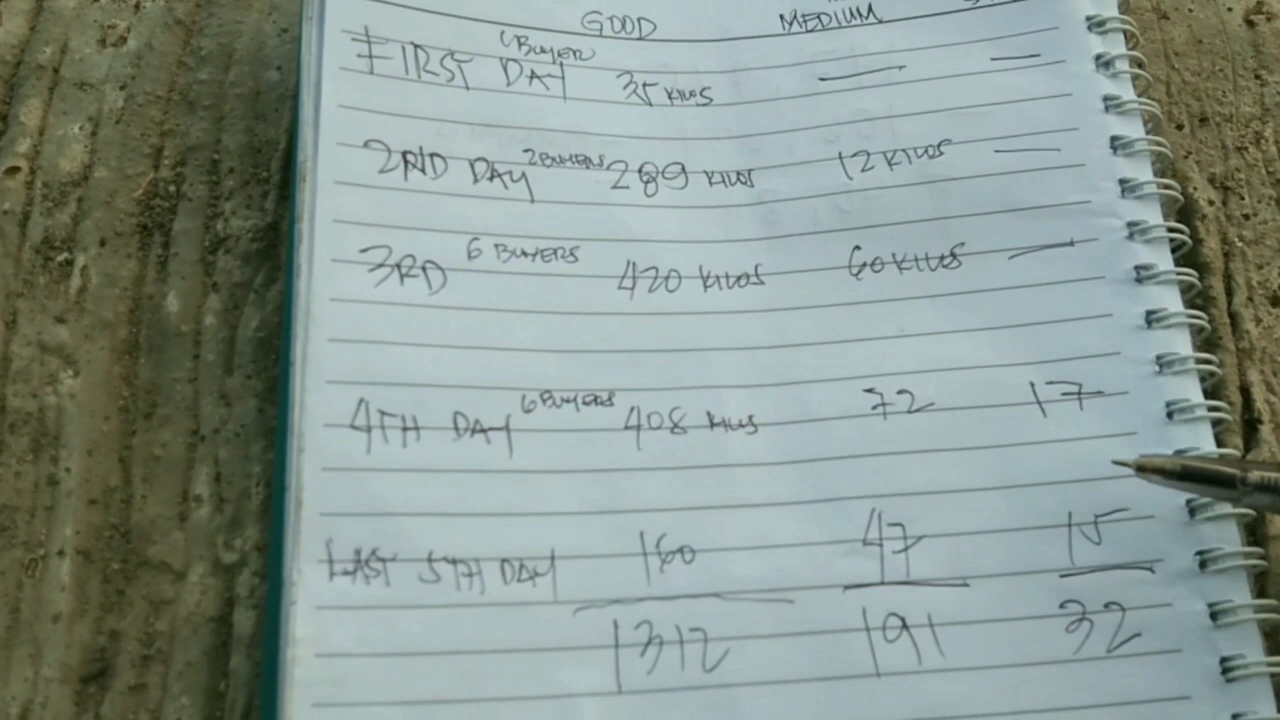 GOOD MEDIUM
1 BUYER
FIRST DAY 35 KILOS — —
2ND DAY 2 BUYERS 289 KILOS 12 KILOS —
3RD 6 BUYERS 420 KILOS 60 KILOS —
4TH DAY 6 BUYERS 408 KILOS 72 17
LAST 5TH DAY 160 47 15
1312 191 32